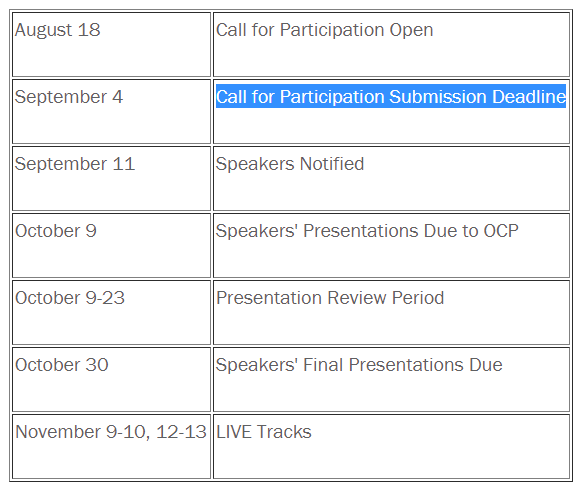 August 18 Call for Participation Open
September 4 Call for Participation Submission Deadline
September 11 Speakers Notified
October 9 Speakers' Presentations Due to OCP
October 9-23 Presentation Review Period
October 30 Speakers' Final Presentations Due
November 9-10, 12-13 LIVE Tracks